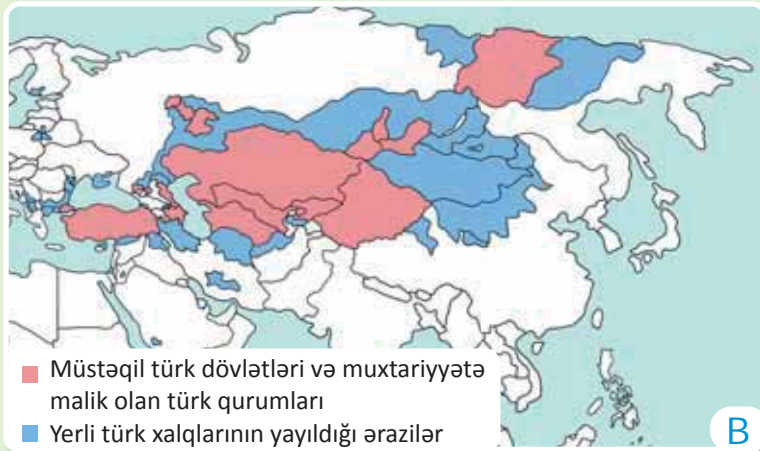 Müstəqil türk dövlətləri və muxtariyyətə
malik olan türk qurumları
Yerli türk xalqlarının yayıldığı ərazilər
B